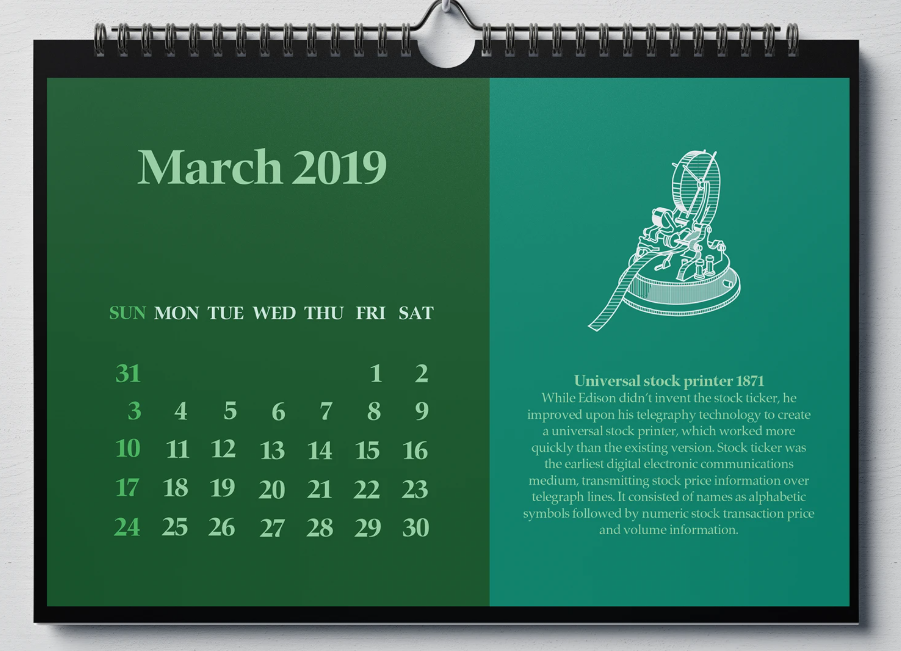 March 2019
SUN MON TUE WED THU FRI SAT
31 1 2
3 4 5 6 7 8 9
10 11 12 13 14 15 16
17 18 19 20 21 22 23
24 25 26 27 28 29 30
Universal stock printer 1871
While Edison didn't invent the stock ticker, he
improved upon his telegraphy technology to create
a universal stock printer, which worked more
quickly than the existing version. Stock ticker was
the earliest digital electronic communications
medium, transmitting stock price information over
telegraph lines. It consisted of names as alphabetic
symbols followed by numeric stock transaction price
and volume information.